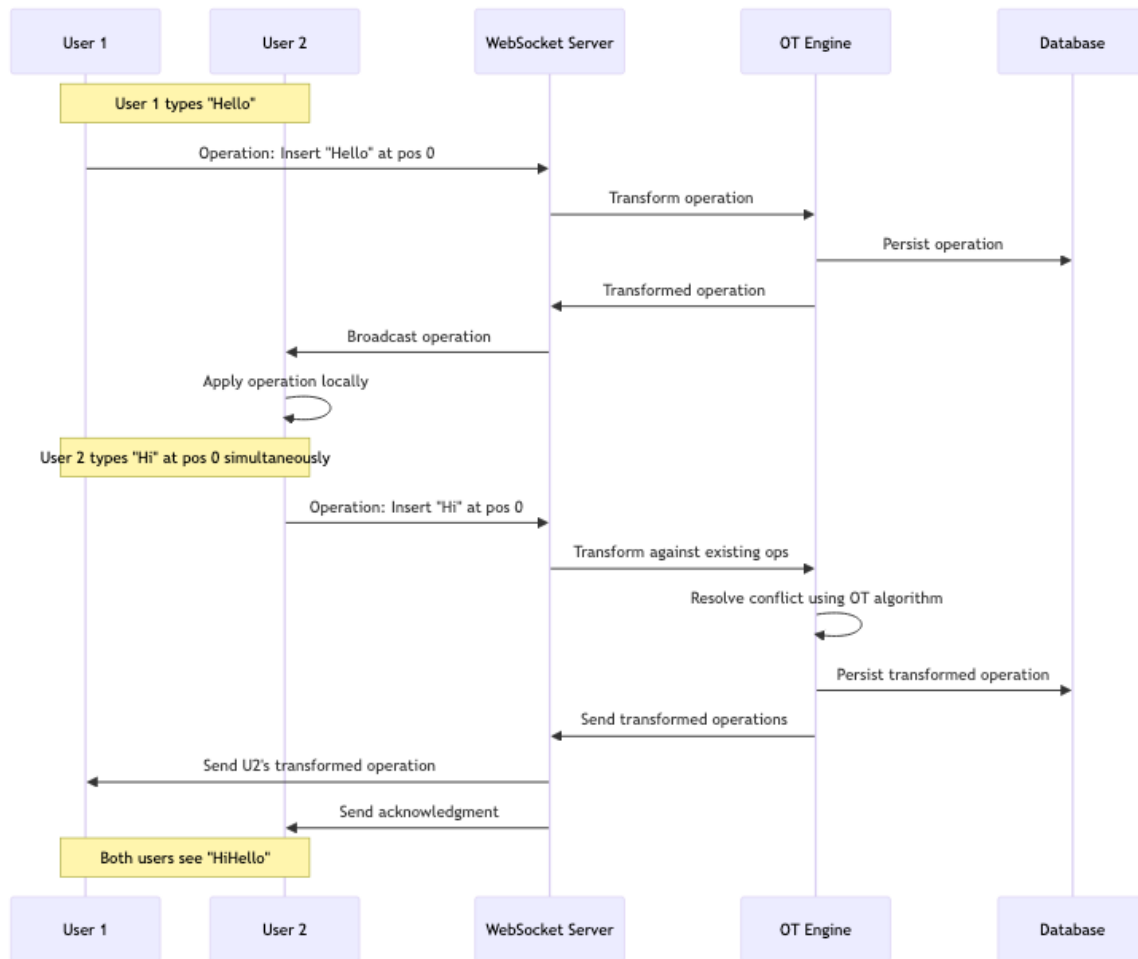 User 1
User 2
WebSocket Server
OT Engine
Database
User 1 types "Hello"
Operation: Insert "Hello" at pos 0
Transform operation
Persist operation
Transformed operation
Broadcast operation
Apply operation locally
User 2 types "Hi" at pos 0 simultaneously
Operation: Insert "Hi" at pos 0
Transform against existing ops
Resolve conflict using OT algorithm
Persist transformed operation
Send transformed operations
Send U2's transformed operation
Send acknowledgment
Both users see "HiHello"
User 1
User 2
WebSocket Server
OT Engine
Database